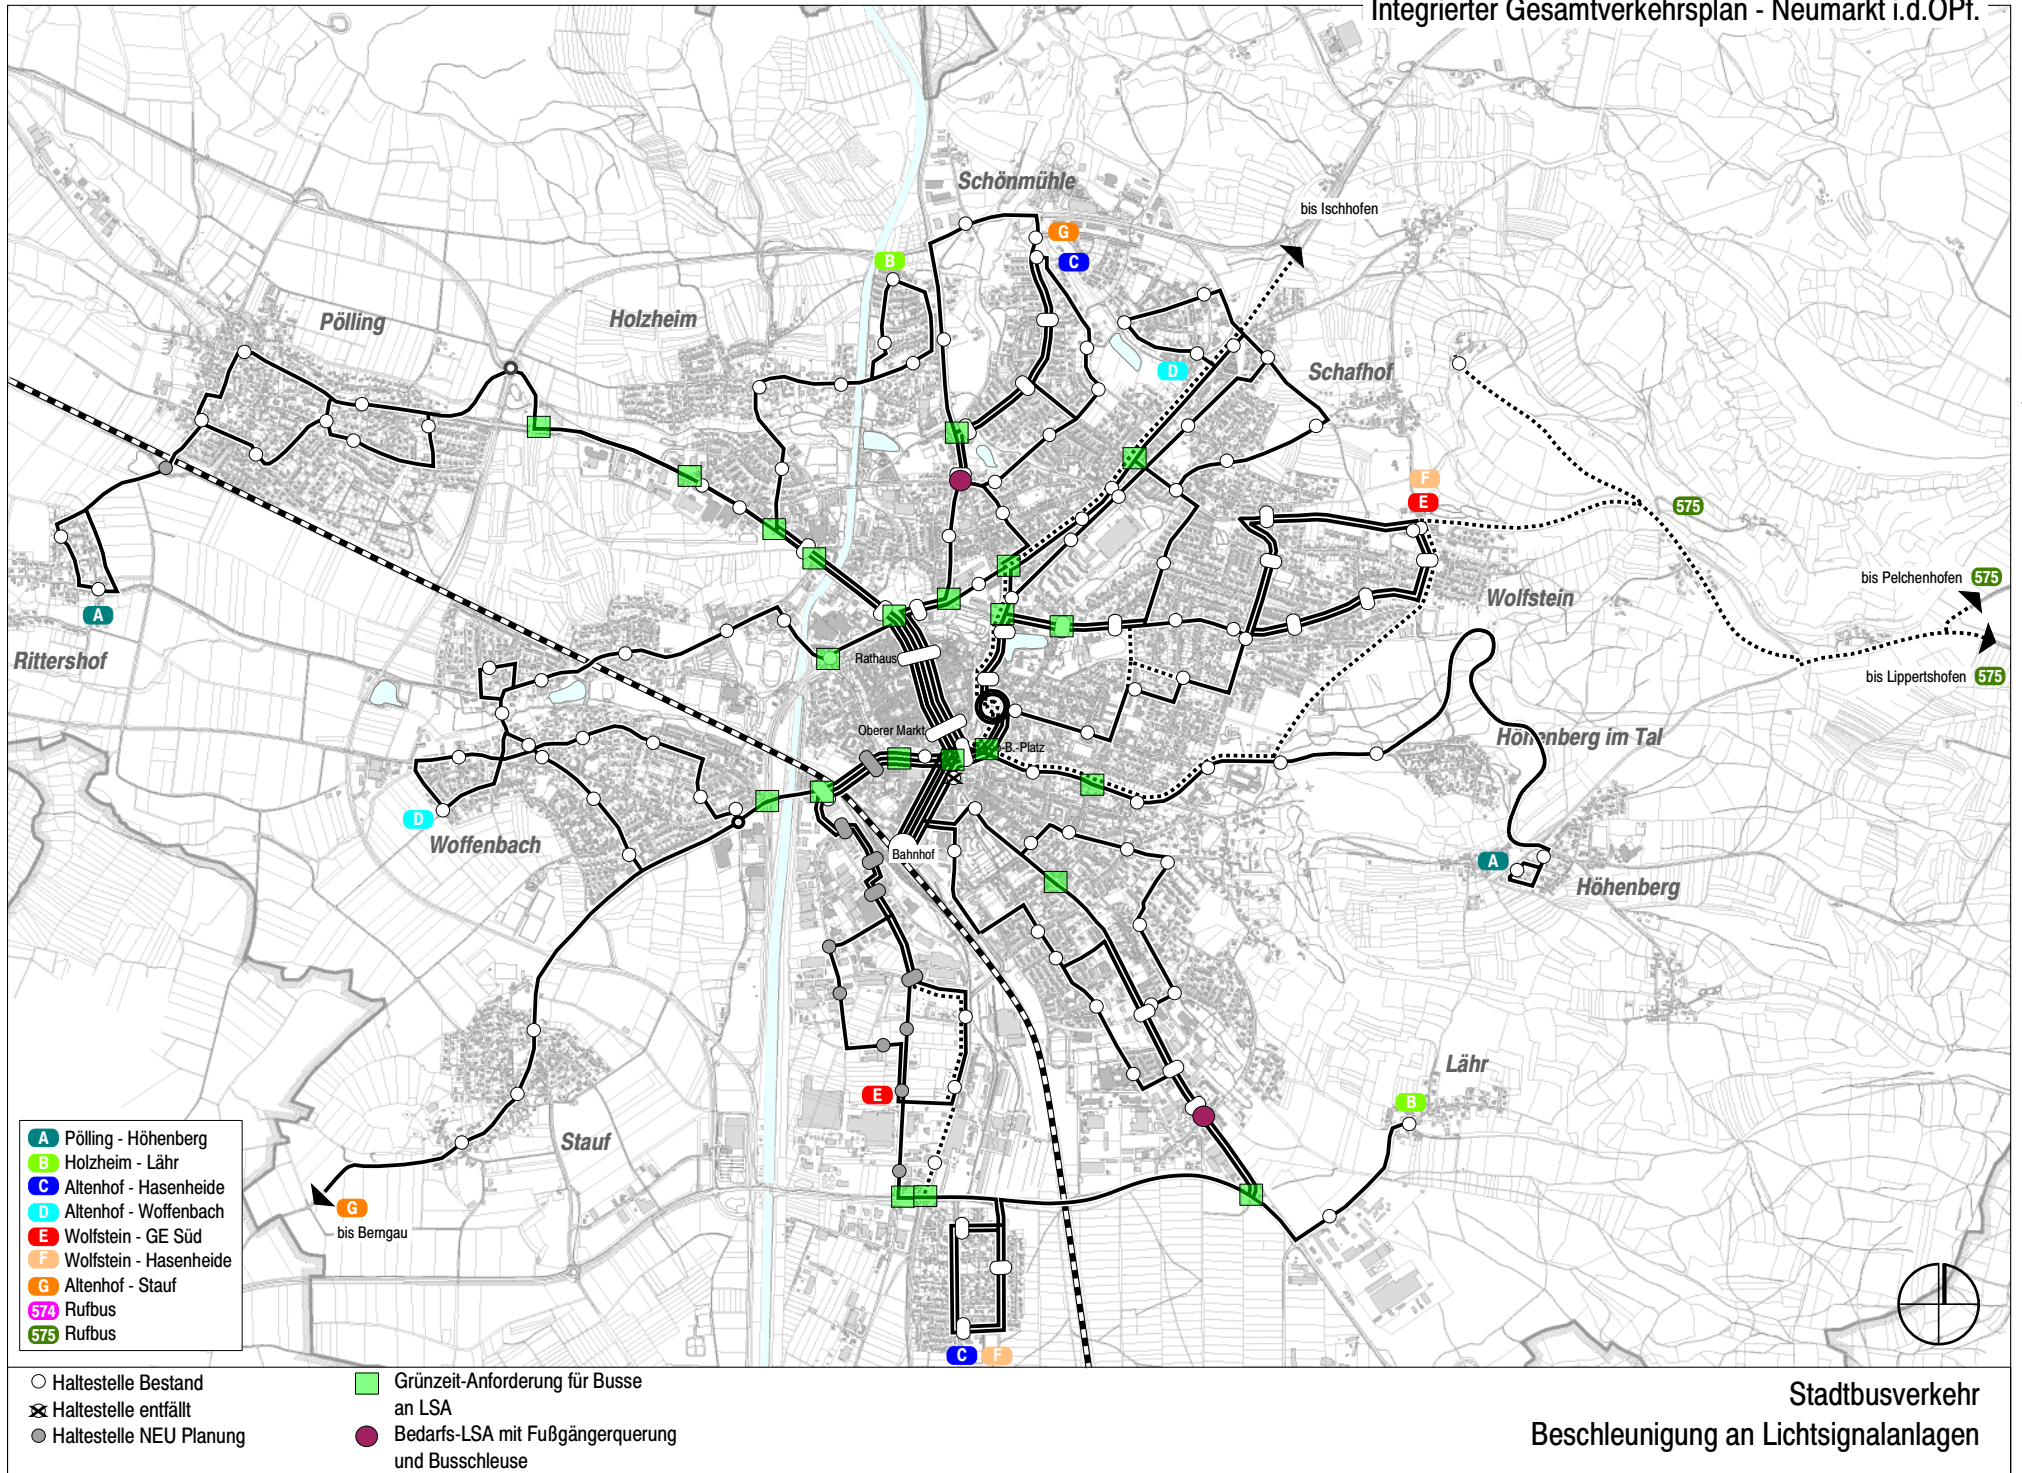 Integrierter Gesamtverkehrsplan - Neumarkt i.d.OPf.
Schönmühle
bis Ischhofen
G
C
B
Pölling
Holzheim
D
Schafhof
F
E
575
bis Pelchenhofen 575
Wolfstein
A
Rittershof
Rathaus
bis Lippertshofen 575
Oberer Markt
-B.-Platz
Höhenberg im Tal
D
Woffenbach
Bahnhof
A
Höhenberg
Lähr
E
B
Stauf
A Pölling - Höhenberg
B Holzheim - Lähr
C Altenhof - Hasenheide
D Altenhof - Woffenbach
E Wolfstein - GE Süd
F Wolfstein - Hasenheide
G Altenhof - Stauf
574 Rufbus
575 Rufbus
G
bis Berngau
C F
Haltestelle Bestand
Haltestelle entfällt
Haltestelle NEU Planung
Grünzeit-Anforderung für Busse
an LSA
Bedarfs-LSA mit Fußgängerquerung
und Busschleuse
Stadtbusverkehr
Beschleunigung an Lichtsignalanlagen